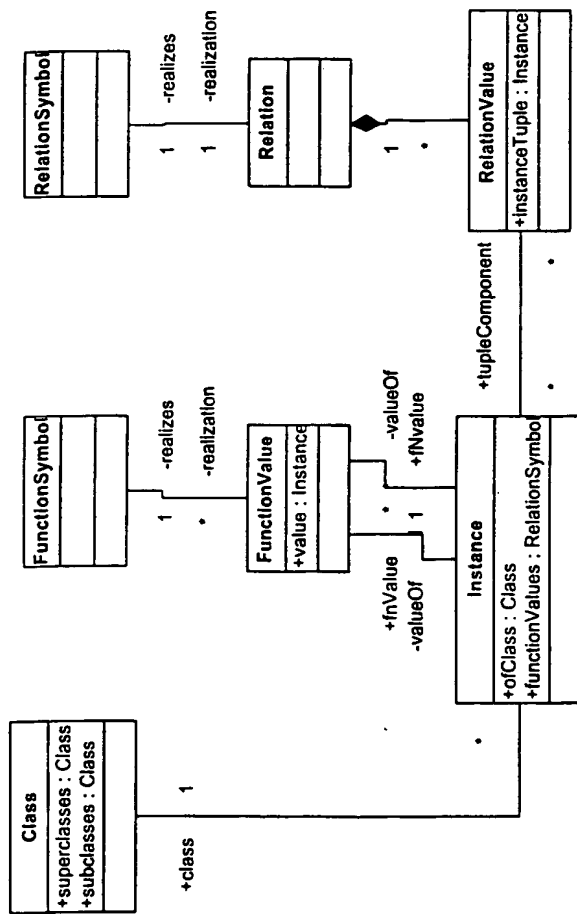 RelationSymbol
-realizes
1
1
-realization
Relation
1
*
RelationValue
+instanceTuple : Instance
+tupleComponent
*
*
FunctionSymbol
-realizes
1
*
-realization
FunctionValue
+value : Instance
-valueOf
+fNvalue
*
1
+fnValue
-valueOf
Instance
+ofClass : Class
+functionValues : RelationSymbol
Class
+superclasses : Class
+subclasses : Class
1
+class
*